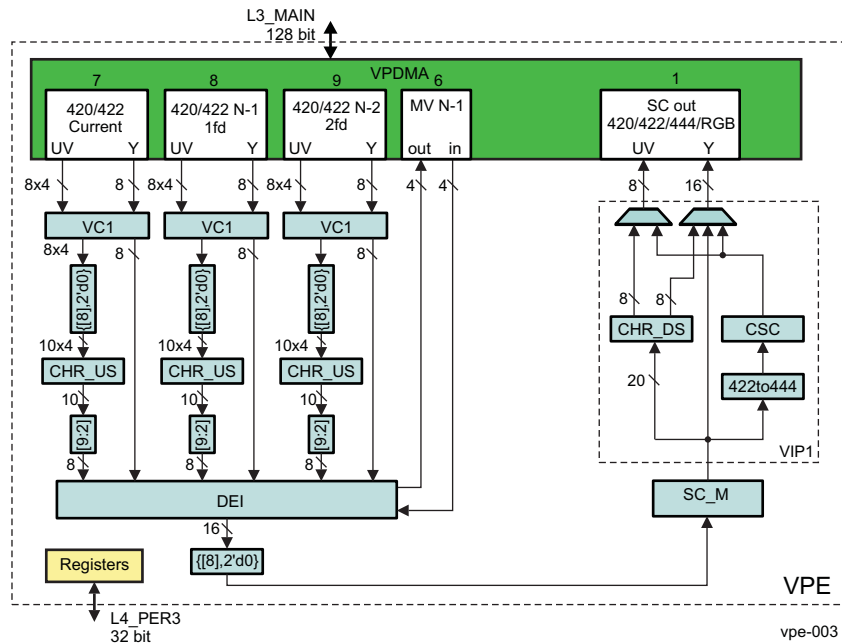 L3_MAIN
128 bit
VPDMA
7
8
9
6
1
420/422
Current
UV Y
420/422 N-1
1fd
UV Y
420/422 N-2
2fd
UV Y
MV N-1
out in
SC out
420/422/444/RGB
UV Y
8x4 8 8x4 8 8x4 8 4 4 8 16
VC1 VC1 VC1
8x4 8 8x4 8 8x4 8
{[8],2'd0} {[8],2'd0} {[8],2'd0}
8 8
10x4 10x4 10x4
CHR_DS CSC
CHR_US CHR_US CHR_US
20 422to444
10 10 10
[9:2] [9:2] [9:2]
8 8 8
VIP1
DEI
SC_M
16
{[8],2'd0}
Registers
VPE
L4_PER3
32 bit
vpe-003